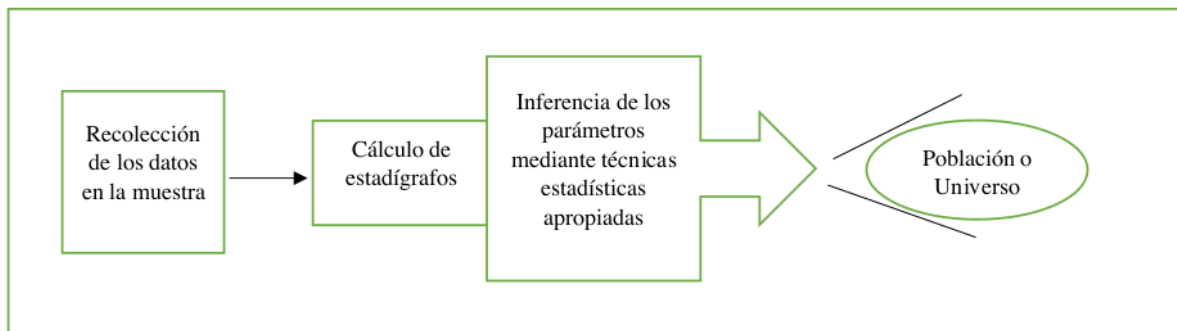 Recolección
de los datos
en la muestra
Cálculo de
estadígrafos
Inferencia de los
parámetros
mediante técnicas
estadísticas
apropiadas
Población o
Universo